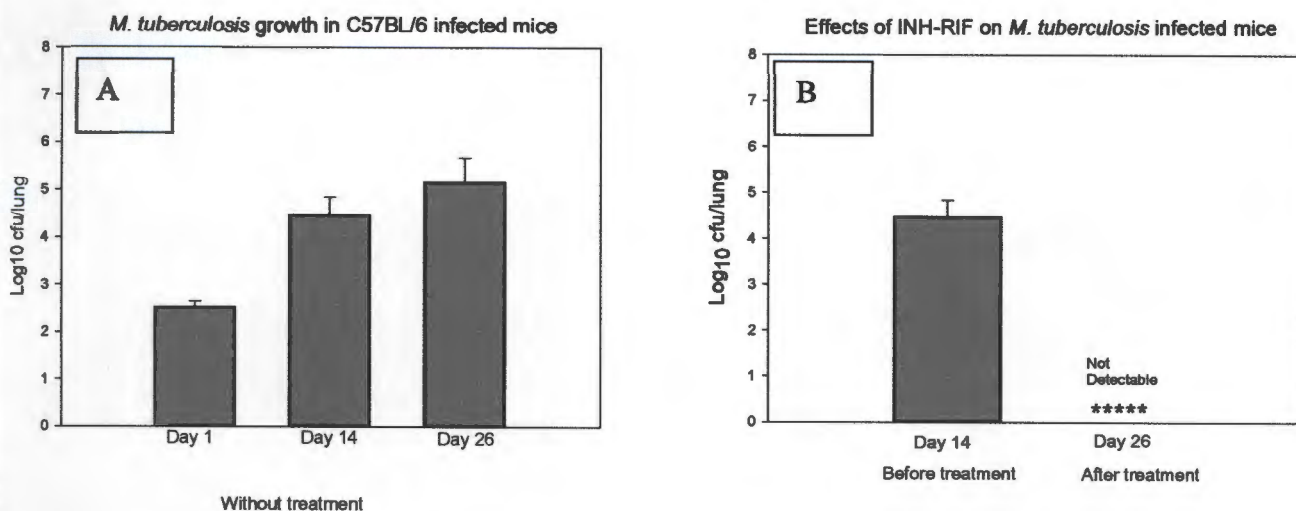 M. tuberculosis growth in C57BL/6 infected mice
A
8
7
6
5
4
3
2
1
0
Log10 cfu/lung
Day 1 Day 14 Day 26
Without treatment
Effects of INH-RIF on M. tuberculosis infected mice
B
8
7
6
5
4
3
2
1
0
Log10 cfu/lung
Not
Detectable
*****
Day 14 Day 26
Before treatment After treatment